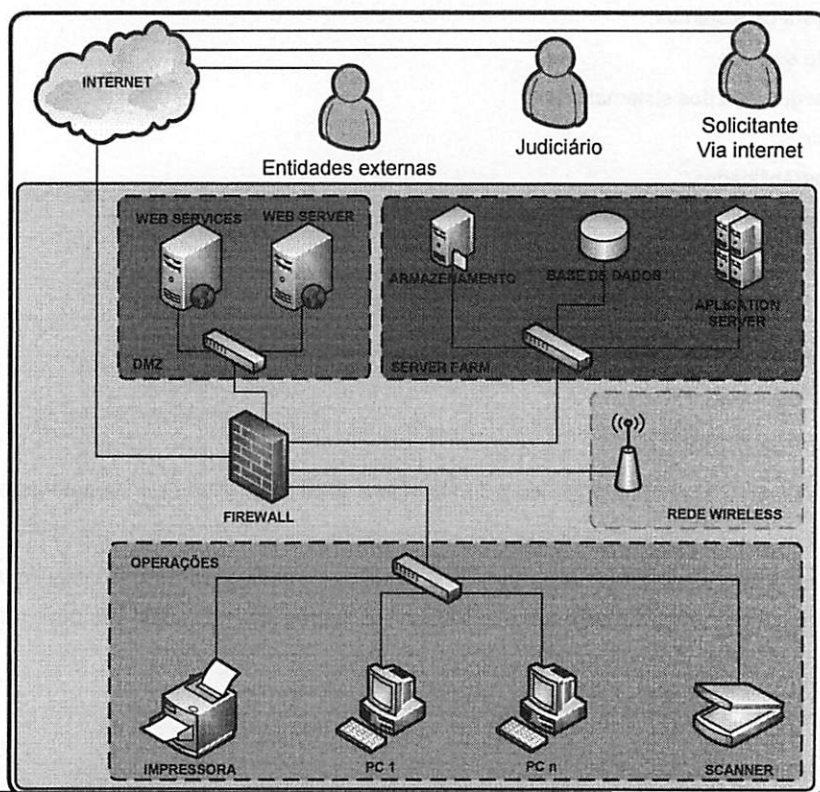 INTERNET
Entidades externas
Judiciário
Solicitante
Via internet
WEB SERVICES
WEB SERVER
DMZ
ARMAZENAMENTO
BASE DE DADOS
APLICATION
SERVER
SERVER FARM
FIREWALL
REDE WIRELESS
OPERAÇÕES
IMPRESSORA
PC 1
PC n
SCANNER